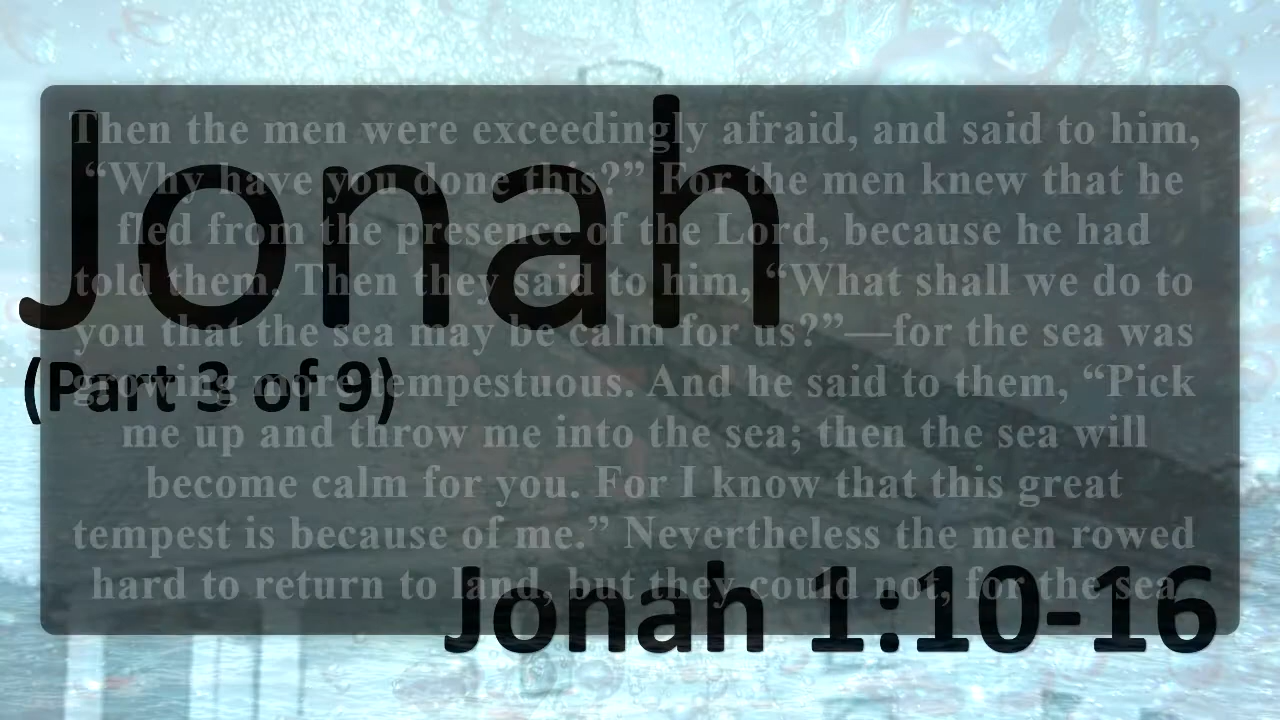 Jonah
(Part 3 of 9)
Jonah 1:10-16
Then the men were exceedingly afraid, and said to him,
“Why have you done this?” For the men knew that he
fled from the presence of the Lord, because he had
told them. Then they said to him, “What shall we do to
you that the sea may be calm for us?”—for the sea was
growing more tempestuous. And he said to them, “Pick
me up and throw me into the sea; then the sea will
become calm for you. For I know that this great
tempest is because of me.” Nevertheless the men rowed
hard to return to land, but they could not, for the sea